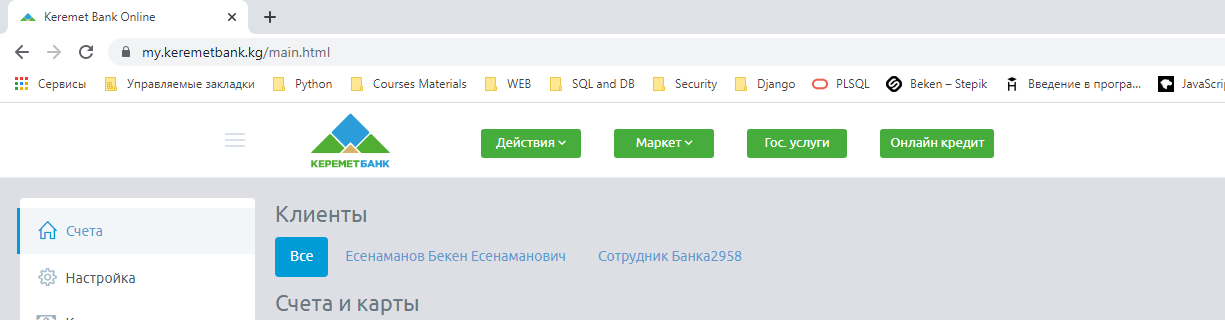 Keremet Bank Online
my.keremetbank.kg/main.html
Сервисы Управляемые закладки Python Courses Materials WEB SQL and DB Security Django PLSQL Beken – Stepik Введение в програ... JavaScrip
КЕРЕМЕТБАНК Действия Маркет Гос. услуги Онлайн кредит
Счета
Настройка
Клиенты
Все Есенаманов Бекен Есенаманович Сотрудник Банка2958
Счета и карты